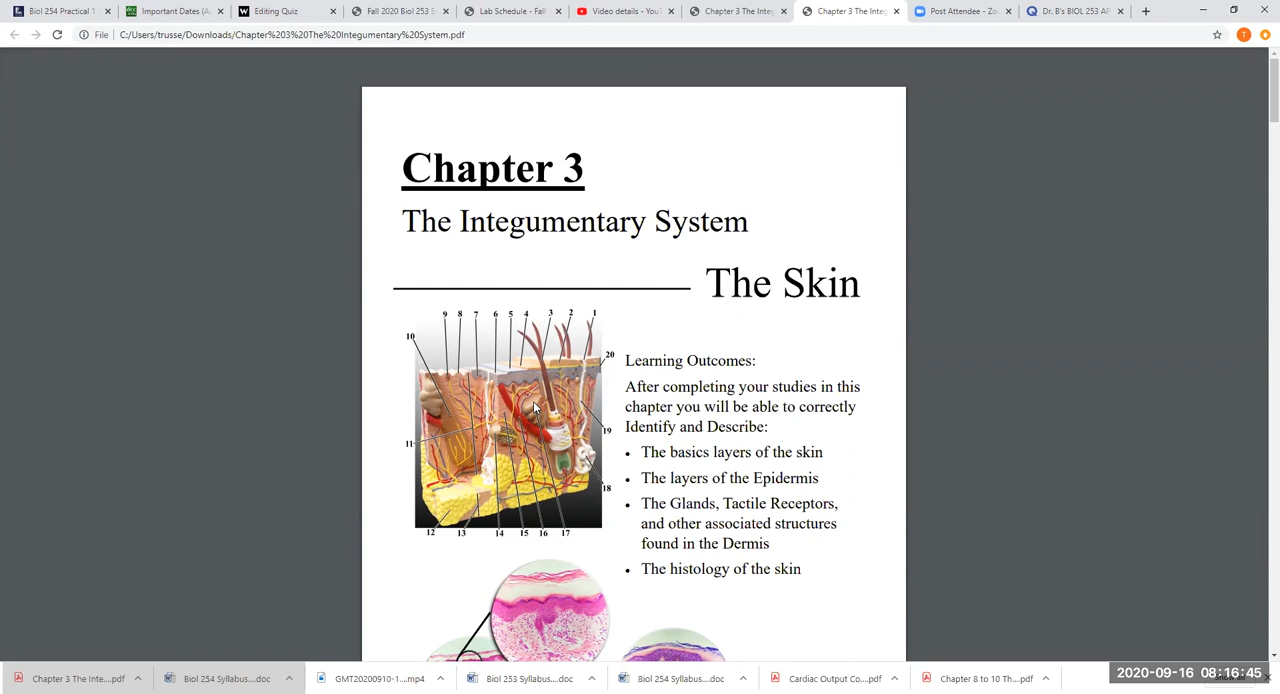 Biol 254 Practical 1
Important Dates (A
Editing Quiz
Fall 2020 Biol 253 S
Lab Schedule - Fall
Video details - YouT
Chapter 3 The Integ
Chapter 3 The Integ
Post Attendee - Zoo
Dr. B's BIOL 253 AP
File
C:/Users/trusse/Downloads/Chapter%203%20The%20Integumentary%20System.pdf
T
Chapter 3
The Integumentary System
The Skin
9 8 7 6 5 4 3 2 1
10
20
11
19
18
12 13 14 15 16 17
Learning Outcomes:
After completing your studies in this
chapter you will be able to correctly
Identify and Describe:
• The basics layers of the skin
• The layers of the Epidermis
• The Glands, Tactile Receptors,
and other associated structures
found in the Dermis
• The histology of the skin
Chapter 3 The Inte....pdf
Biol 254 Syllabus....doc
GMT20200910-1....mp4
Biol 253 Syllabus....doc
Biol 254 Syllabus....doc
Cardiac Output Co....pdf
Chapter 8 to 10 Th....pdf
2020-09-16 08:16:45